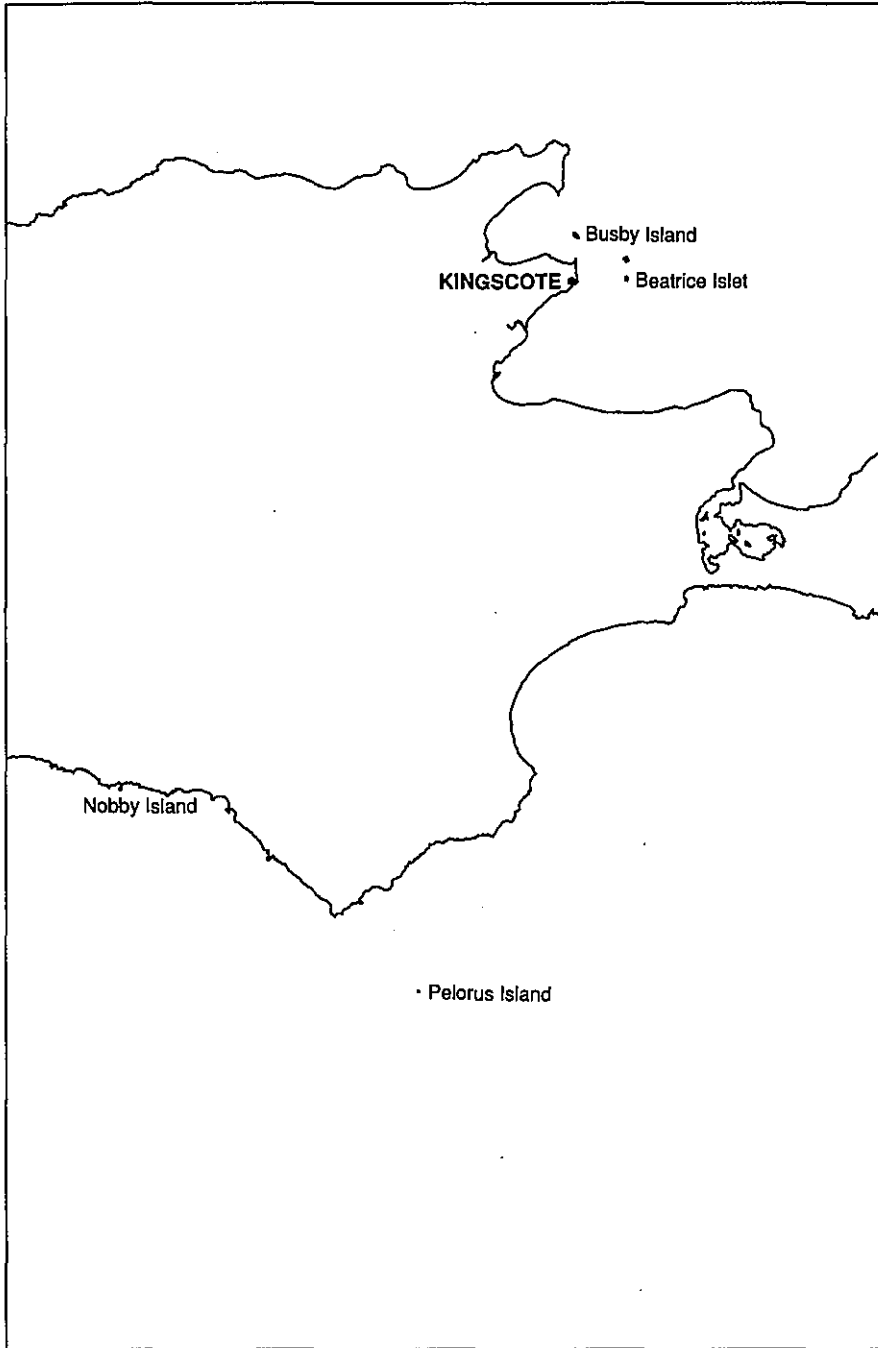 Busby Island
KINGSCOTE
Beatrice Islet
Nobby Island
Pelorus Island